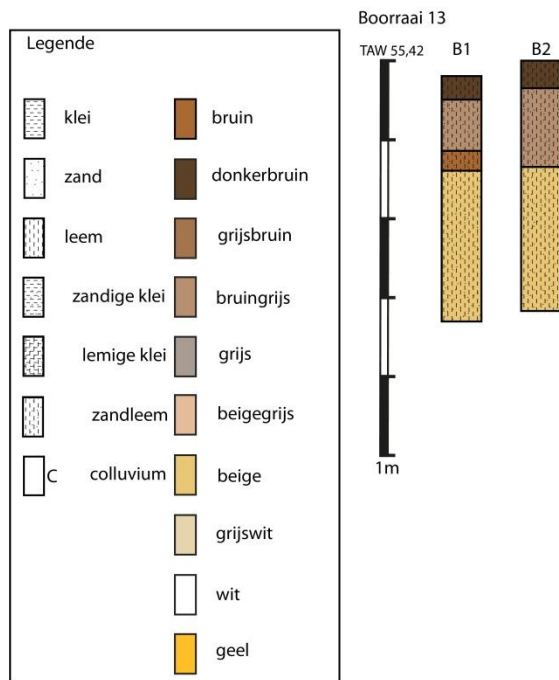 Boorraai 13
Legende
TAW 55,42 B1 B2
klei bruin
zand donkerbruin
leem grijsbruin
zandige klei bruingrijs
lemige klei grijs
zandleem beigegrijs
C colluvium beige
1m
grijswit
wit
geel